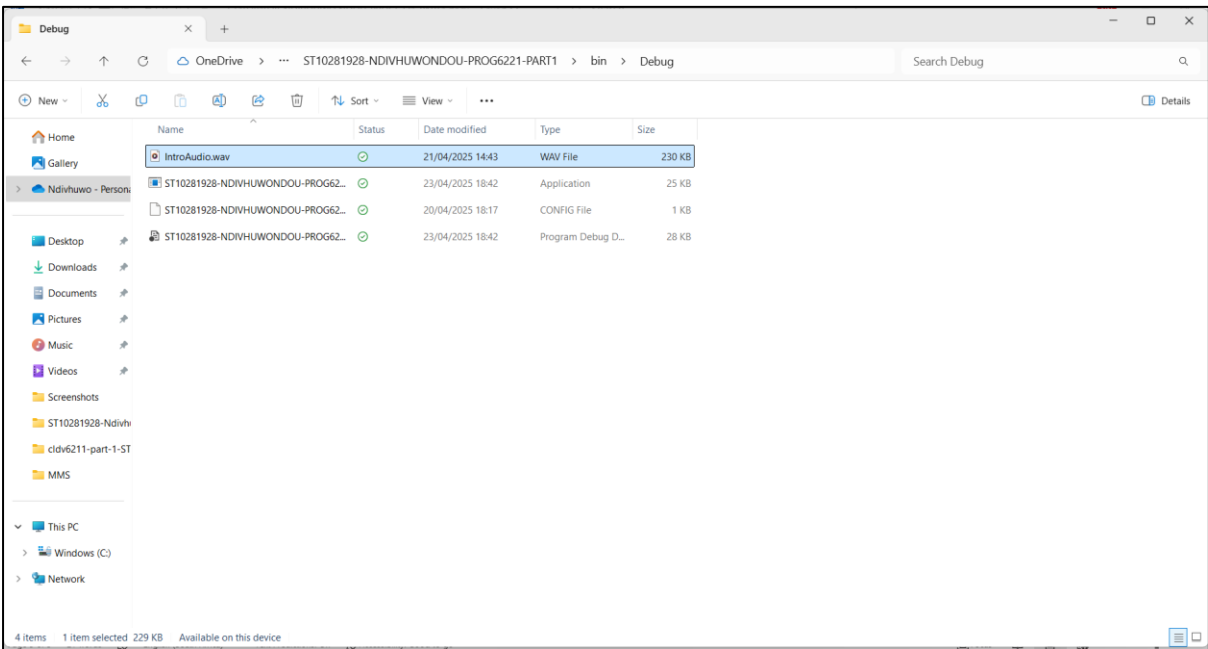 Debug
OneDrive > ... ST10281928-NDIVHUWONDOU-PROG6221-PART1 > bin > Debug
Search Debug
New
Sort
View
...
Details
Name Status Date modified Type Size
IntroAudio.wav 21/04/2025 14:43 WAV File 230 KB
ST10281928-NDIVHUWONDOU-PROG62... 23/04/2025 18:42 Application 25 KB
ST10281928-NDIVHUWONDOU-PROG62... 20/04/2025 18:17 CONFIG File 1 KB
ST10281928-NDIVHUWONDOU-PROG62... 23/04/2025 18:42 Program Debug D... 28 KB
Home
Gallery
Ndivhuwo - Persona
Desktop
Downloads
Documents
Pictures
Music
Videos
Screenshots
ST10281928-Ndivh
cldv6211-part-1-ST
MMS
This PC
Windows (C:)
Network
4 items 1 item selected 229 KB Available on this device